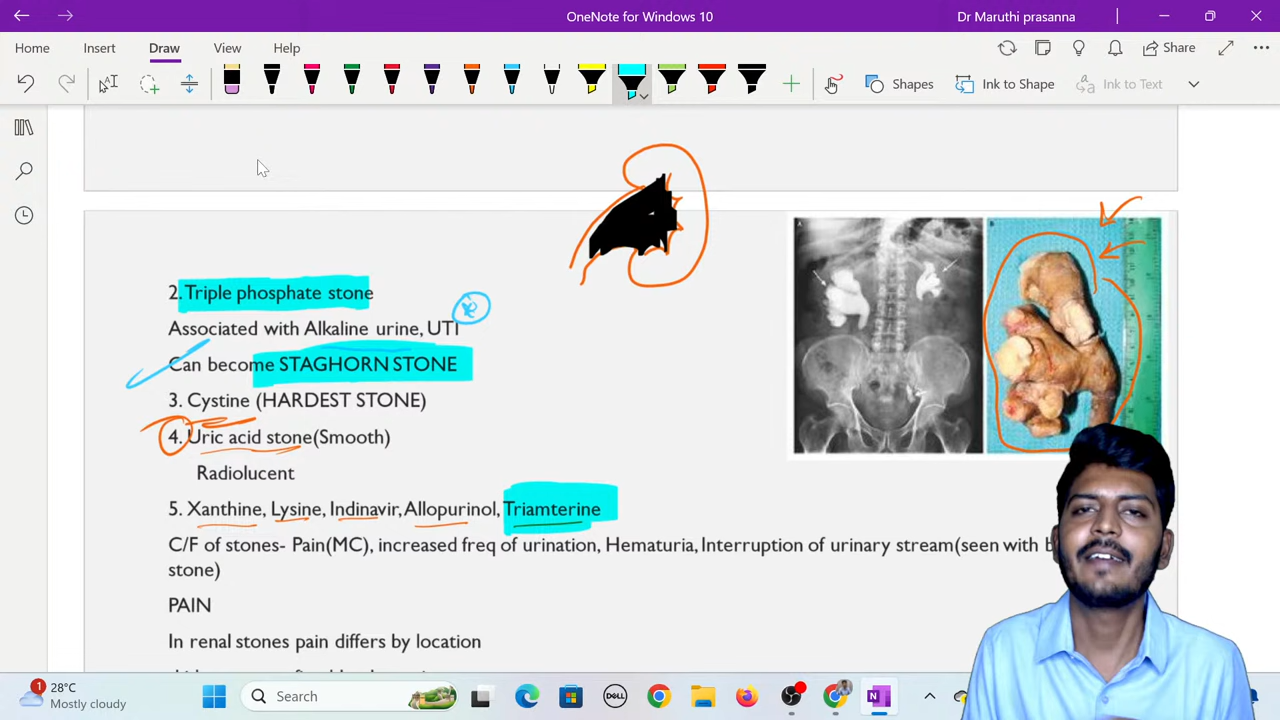 OneNote for Windows 10
Dr Maruthi prasanna
Home Insert Draw View Help
Share
Shapes
Ink to Shape
Ink to Text
2. Triple phosphate stone
Associated with Alkaline urine, UTI
Can become STAGHORN STONE
3. Cystine (HARDEST STONE)
4. Uric acid stone(Smooth)
Radiolucent
5. Xanthine, Lysine, Indinavir, Allopurinol, Triamterine
C/F of stones- Pain(MC), increased freq of urination, Hematuria, Interruption of urinary stream(seen with
stone)
PAIN
In renal stones pain differs by location
1
28°C
Mostly cloudy
Search
DELL